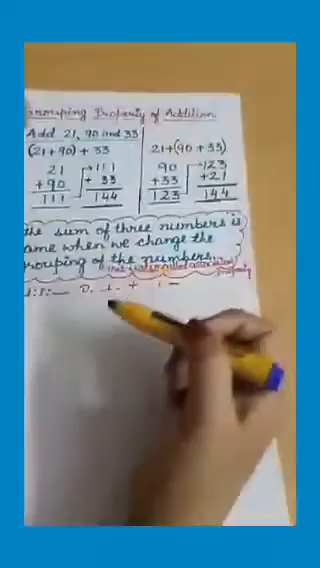 Grouping Property of Addition
Add 21, 90 and 33
(21+90) + 33
21
+90
111
111
+ 33
144
21+(90 + 33)
90
+33
123
123
+21
144
the sum of three numbers is
same when we change the
grouping of the numbers.